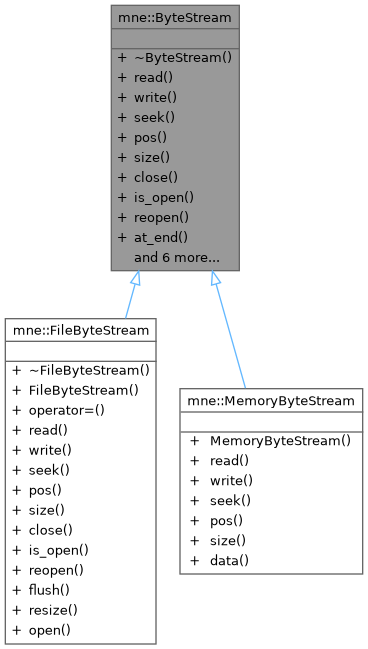 mne::ByteStream
+ ~ByteStream()
+ read()
+ write()
+ seek()
+ pos()
+ size()
+ close()
+ is_open()
+ reopen()
+ at_end()
and 6 more...
mne::FileByteStream
+ ~FileByteStream()
+ FileByteStream()
+ operator=()
+ read()
+ write()
+ seek()
+ pos()
+ size()
+ close()
+ is_open()
+ reopen()
+ flush()
+ resize()
+ open()
mne::MemoryByteStream
+ MemoryByteStream()
+ read()
+ write()
+ seek()
+ pos()
+ size()
+ data()